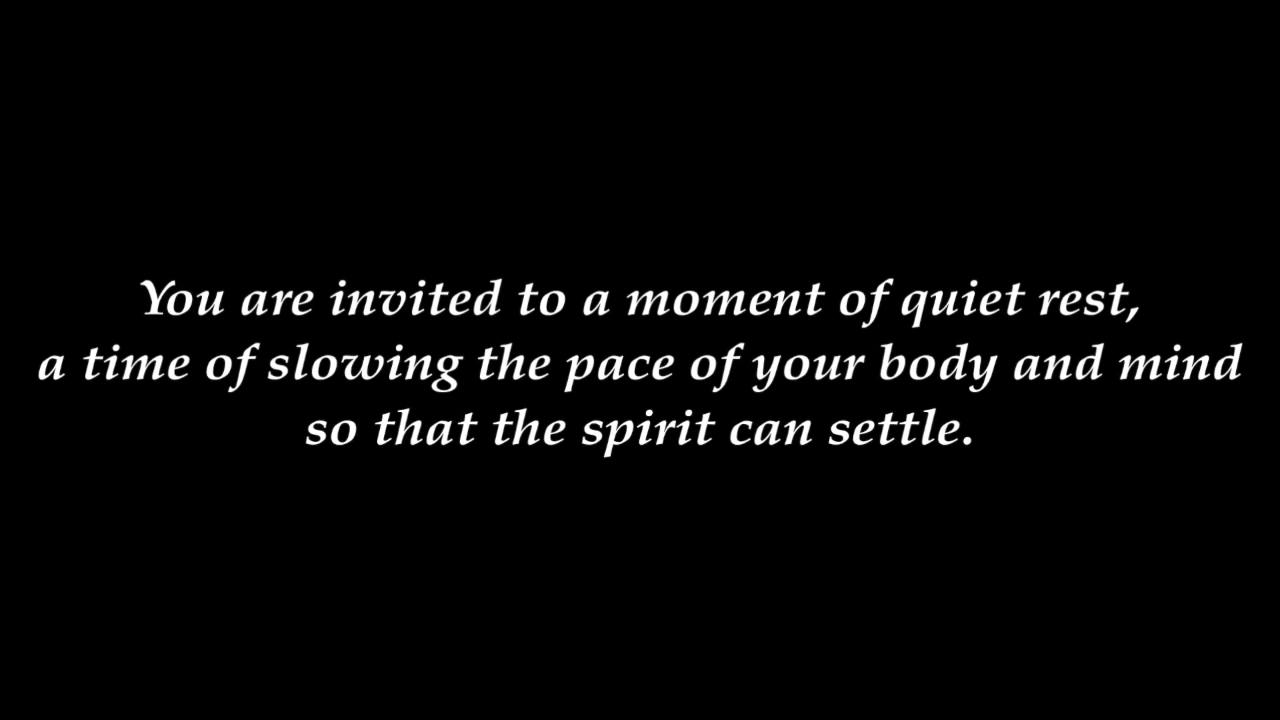 You are invited to a moment of quiet rest,
a time of slowing the pace of your body and mind
so that the spirit can settle.